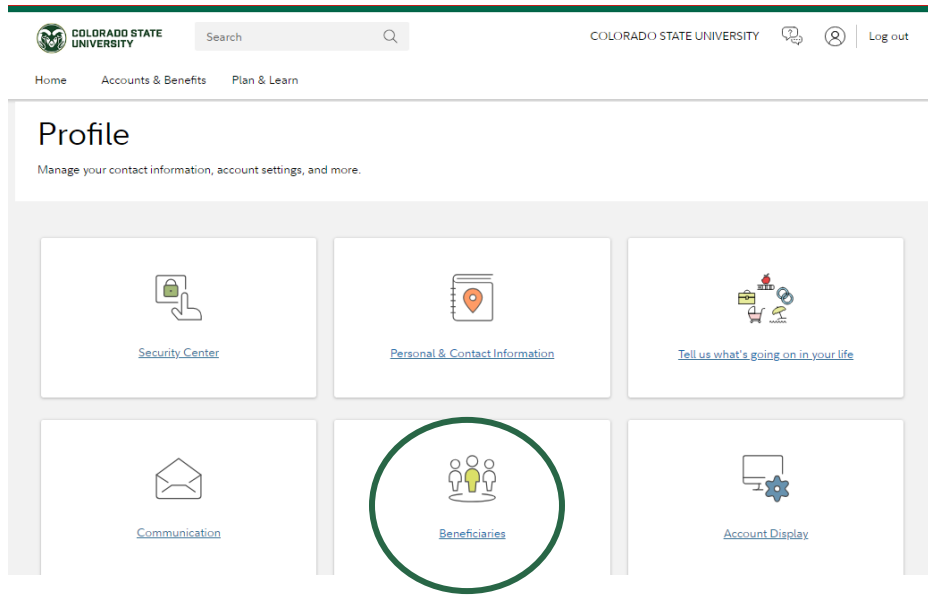 COLORADO STATE
UNIVERSITY
Search
COLORADO STATE UNIVERSITY
?
Log out
Home
Accounts & Benefits
Plan & Learn
Profile
Manage your contact information, account settings, and more.
Security Center
Personal & Contact Information
Tell us what's going on in your life
Communication
Beneficiaries
Account Display